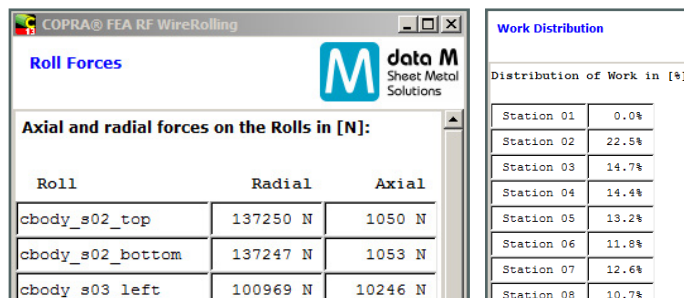 COPRA® FEA RF WireRolling
Roll Forces
data M
Sheet Metal
Solutions
Axial and radial forces on the Rolls in [N]:
Roll Radial Axial
cbody_s02_top 137250 N 1050 N
cbody_s02_bottom 137247 N 1053 N
cbody_s03_left 100969 N 10246 N
Work Distribution
Distribution of Work in [%]
Station 01 0.0%
Station 02 22.5%
Station 03 14.7%
Station 04 14.4%
Station 05 13.2%
Station 06 11.8%
Station 07 12.6%
Station 08 10.7%